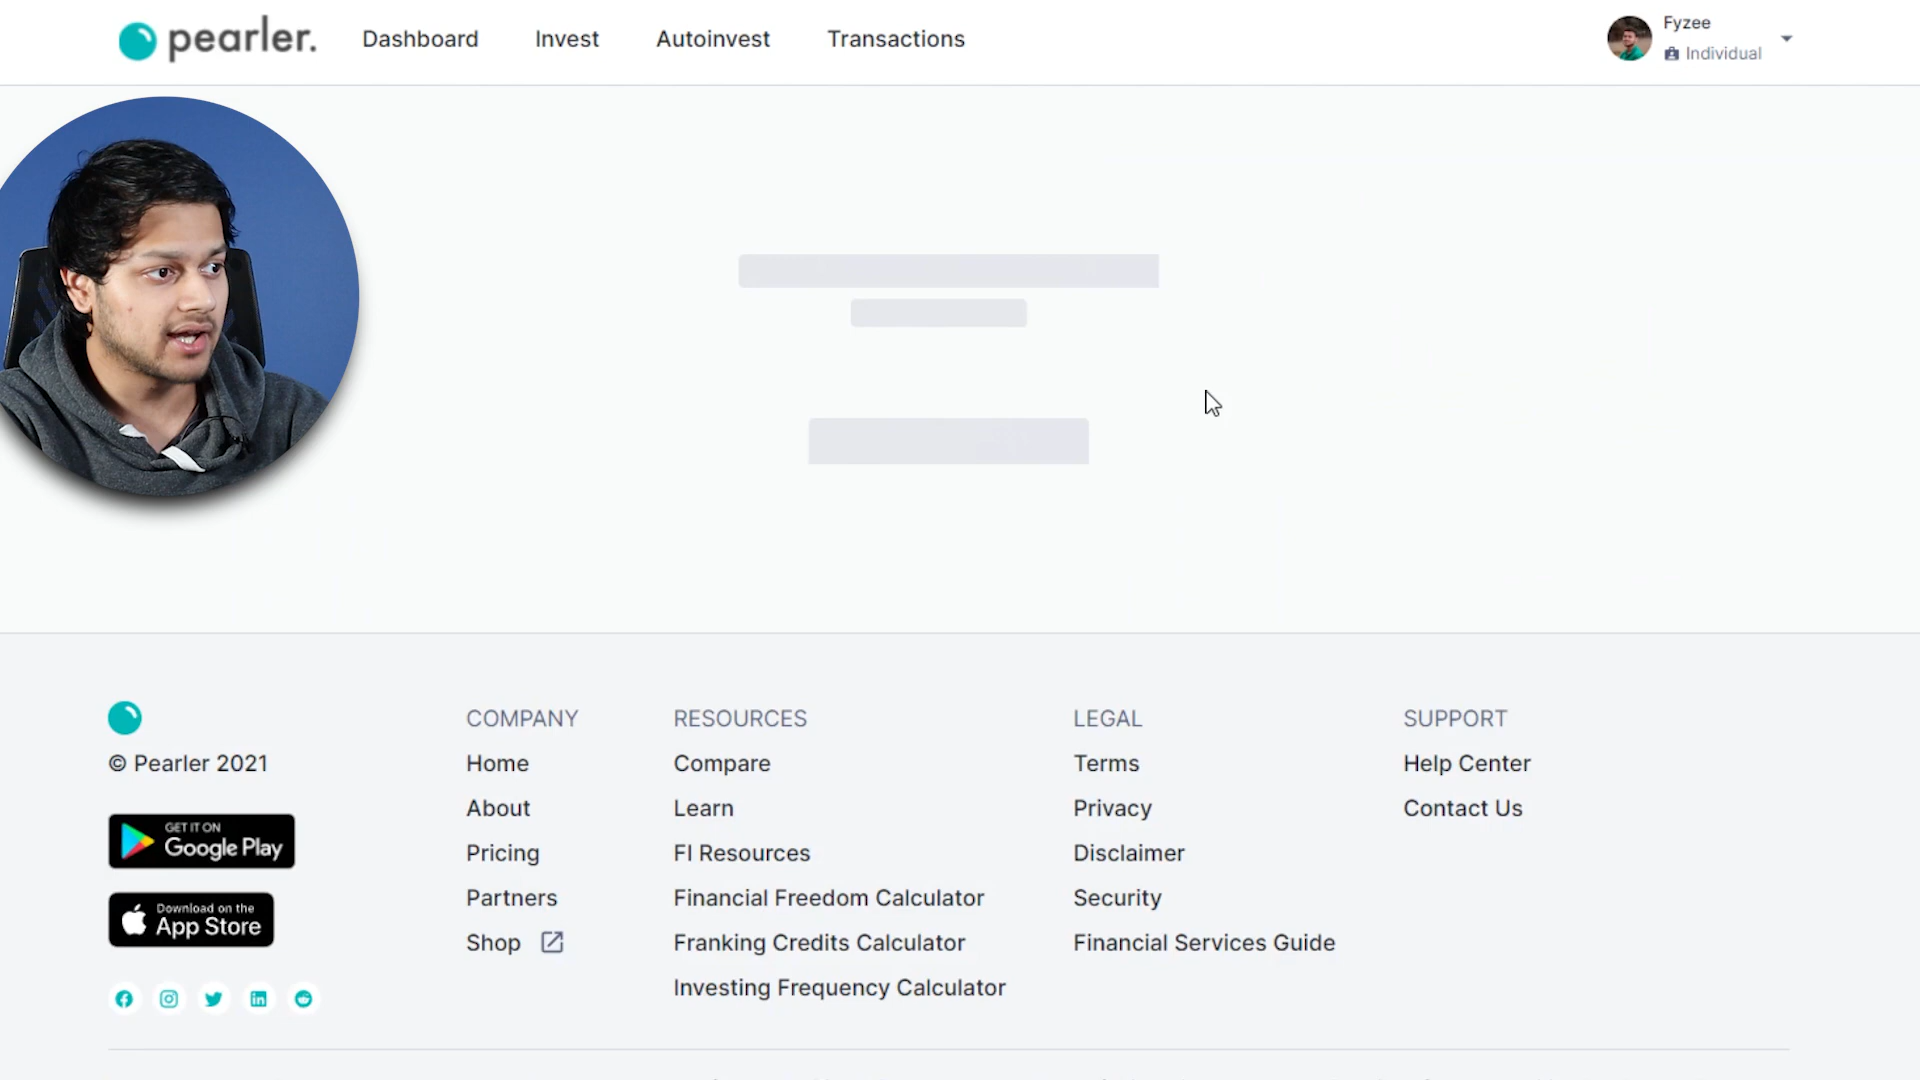 pearler.
Dashboard
Invest
Autoinvest
Transactions
Fyzee
Individual
© Pearler 2021
GET IT ON
Google Play
Download on the
App Store
COMPANY
Home
About
Pricing
Partners
Shop
RESOURCES
Compare
Learn
FI Resources
Financial Freedom Calculator
Franking Credits Calculator
Investing Frequency Calculator
LEGAL
Terms
Privacy
Disclaimer
Security
Financial Services Guide
SUPPORT
Help Center
Contact Us